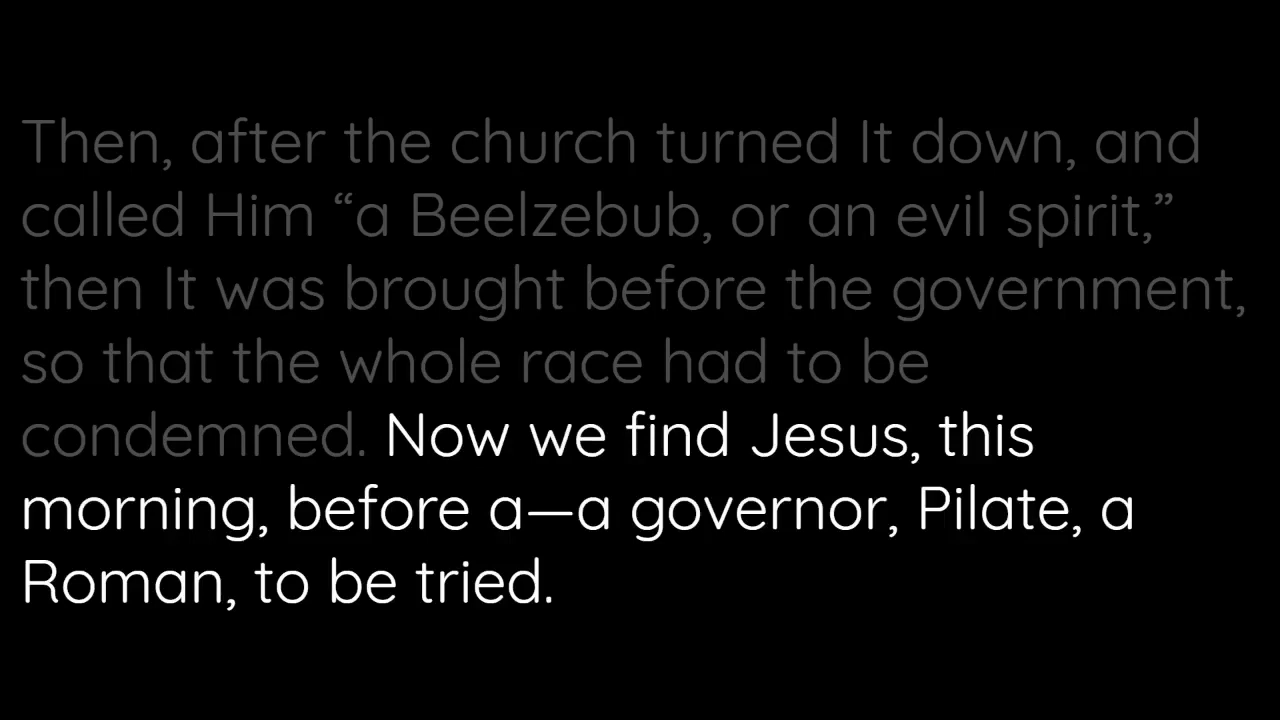 Then, after the church turned It down, and
called Him “a Beelzebub, or an evil spirit,”
then It was brought before the government,
so that the whole race had to be
condemned. Now we find Jesus, this
morning, before a—a governor, Pilate, a
Roman, to be tried.